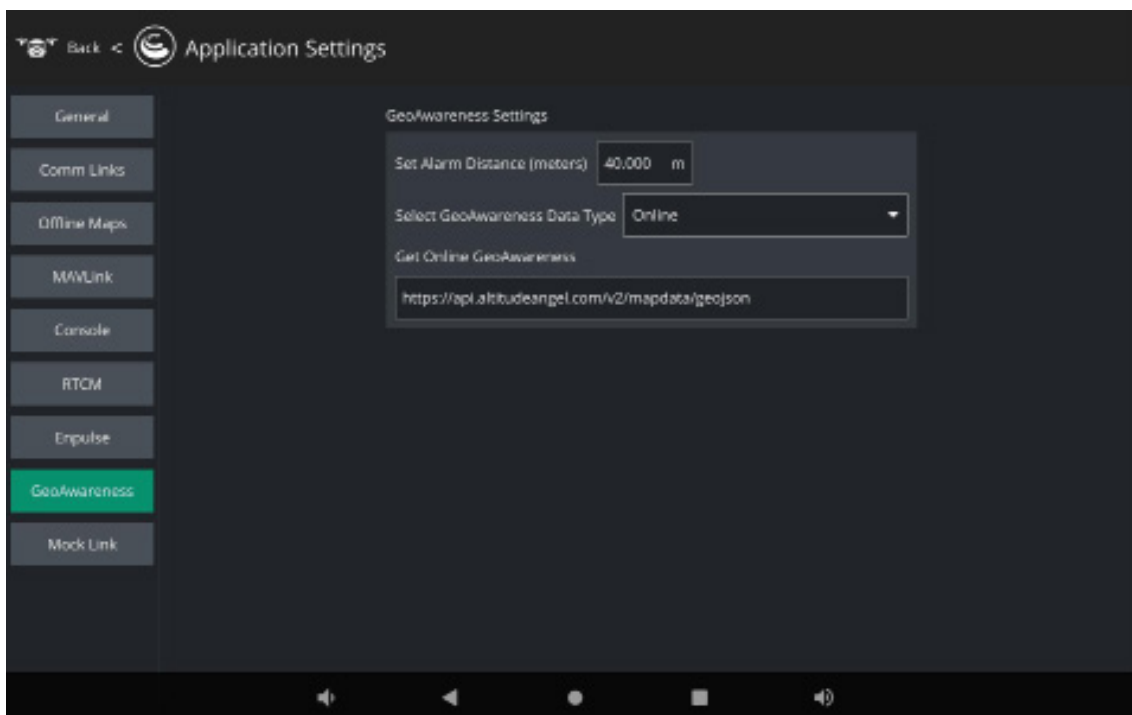 Back < Application Settings
General
Comm Links
Offline Maps
MAVLink
Console
RTCM
Enpulse
GeoAwareness
Mock Link
GeoAwareness Settings
Set Alarm Distance (meters) 40.000 m
Select GeoAwareness Data Type Online
Get Online GeoAwareness
https://api.altitudeangel.com/v2/mapdata/geojson